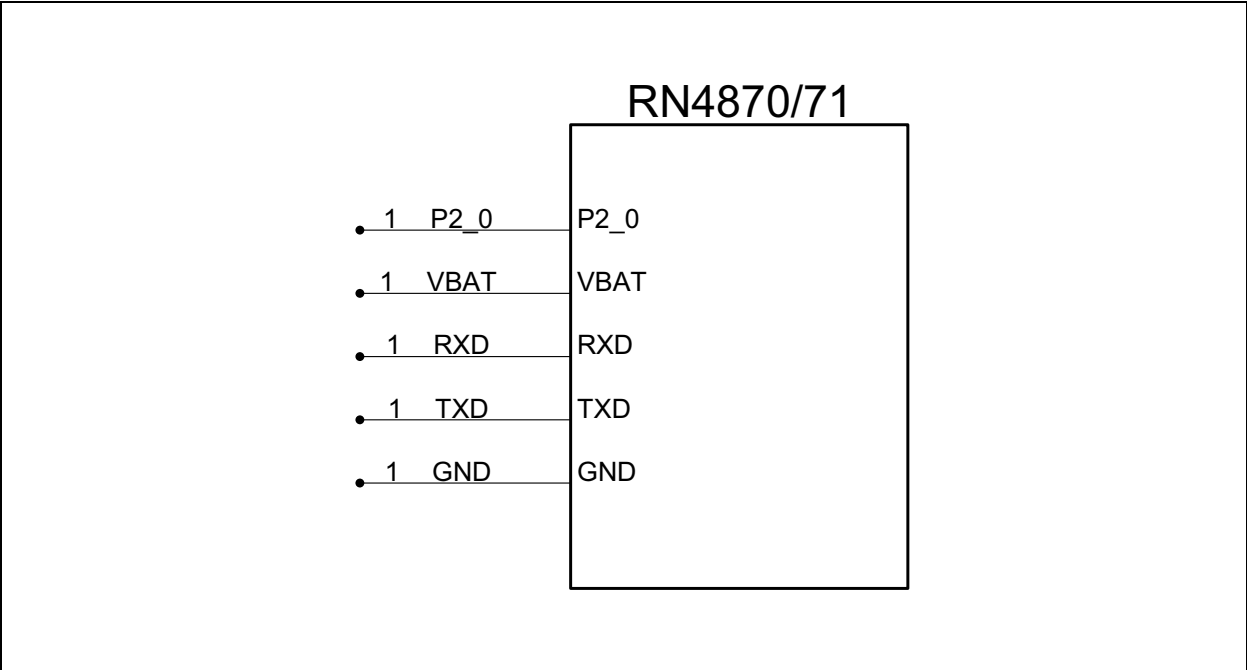 RN4870/71
1 P2_0 P2_0
1 VBAT VBAT
1 RXD RXD
1 TXD TXD
1 GND GND